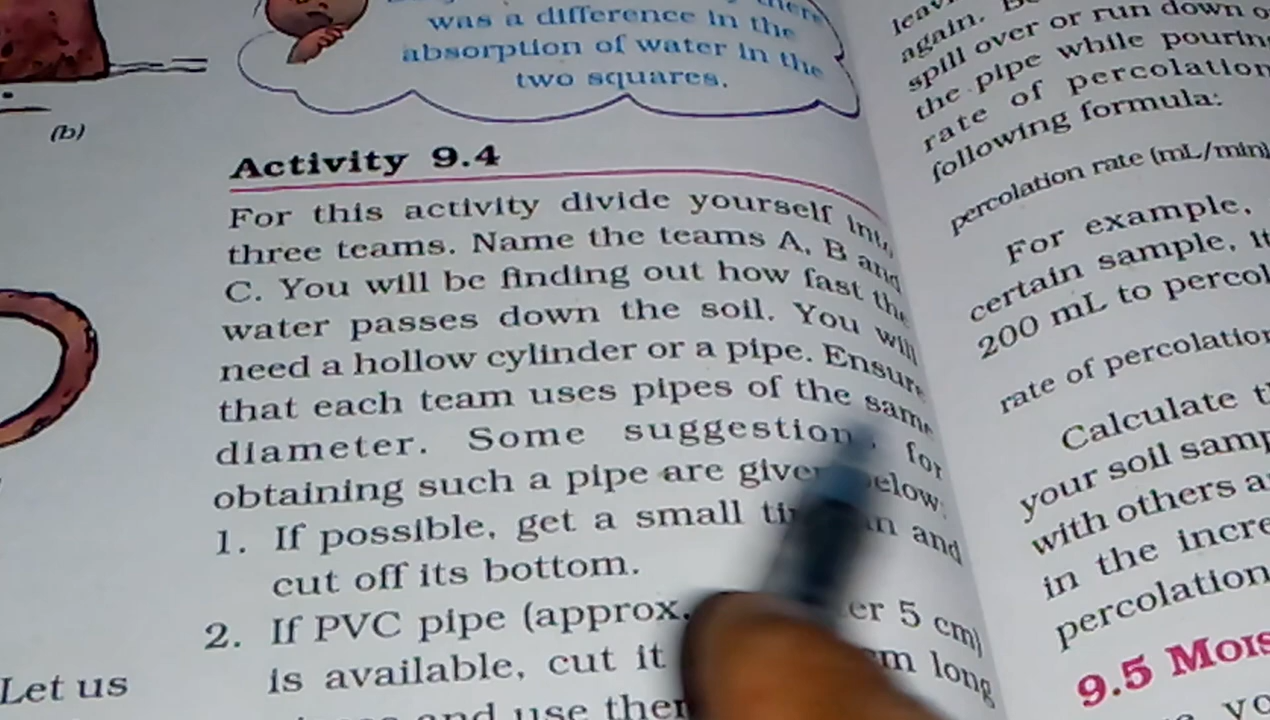 was a difference in the
absorption of water in the
two squares.
(b)
Activity 9.4
For this activity divide yourself into
three teams. Name the teams A, B and
C. You will be finding out how fast the
water passes down the soil. You will
need a hollow cylinder or a pipe. Ensure
that each team uses pipes of the same
diameter. Some suggestions for
obtaining such a pipe are given below:
1. If possible, get a small tin and
cut off its bottom.
2. If PVC pipe (approx. 5 cm)
is available, cut it long
and use
Let us
again.
spill over or run down
the pipe while pouring
rate of percolation
following formula:
percolation rate (mL/min)
For example,
certain sample, it
200 mL to
rate of percolation
Calculate
your soil
with others
in the
percolation
9.5